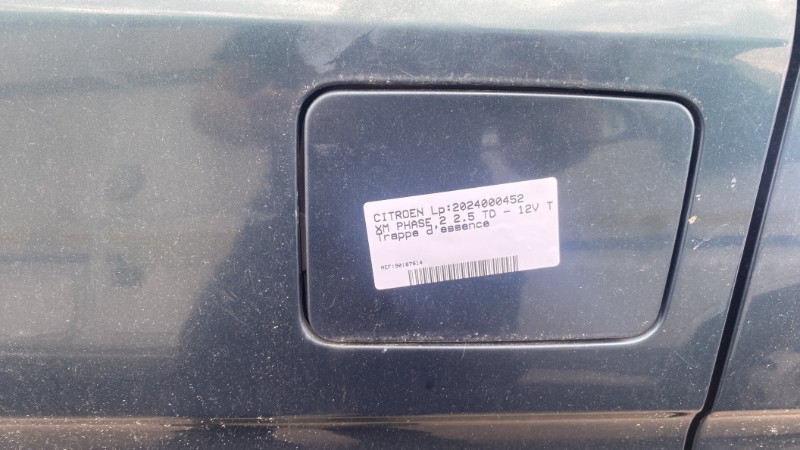 CITROEN Lp:2024000452
XM PHASE 2 2.5 TD - 12V T
Trappe d'essence